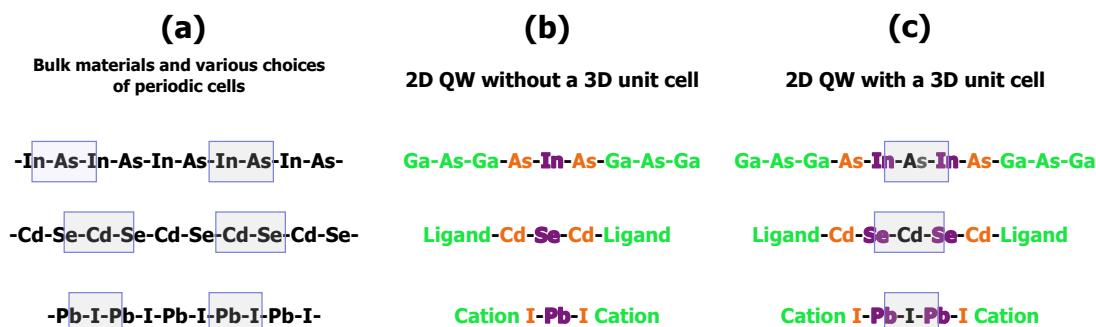 (a)
Bulk materials and various choices
of periodic cells
-In-As-In-As-In-As-In-As-In-As-
-Cd-Se-Cd-Se-Cd-Se-Cd-Se-Cd-Se-
-Pb-I-Pb-I-Pb-I-Pb-I-Pb-I-
(b)
2D QW without a 3D unit cell
Ga-As-Ga-As-In-As-Ga-As-Ga
Ligand-Cd-Se-Cd-Ligand
Cation I-Pb-I Cation
(c)
2D QW with a 3D unit cell
Ga-As-Ga-As-In-As-In-As-Ga-As-Ga
Ligand-Cd-Se-Cd-Se-Cd-Ligand
Cation I-Pb-I-Pb-I Cation